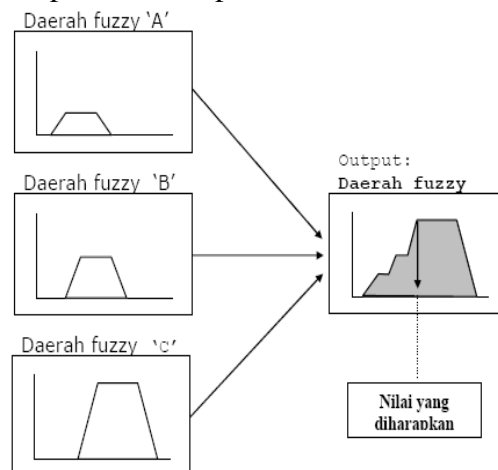 Daerah fuzzy ‘A’
Daerah fuzzy ‘B’
Daerah fuzzy ‘C’
Output:
Daerah fuzzy
Nilai yang
diharapkan